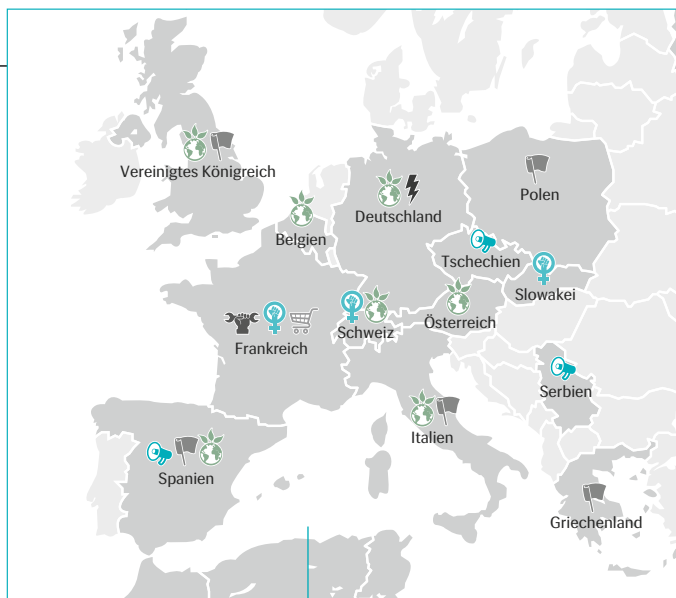 Vereinigtes Königreich
Polen
Deutschland
Belgien
Tschechien
Slowakei
Österreich
Schweiz
Frankreich
Serbien
Italien
Spanien
Griechenland